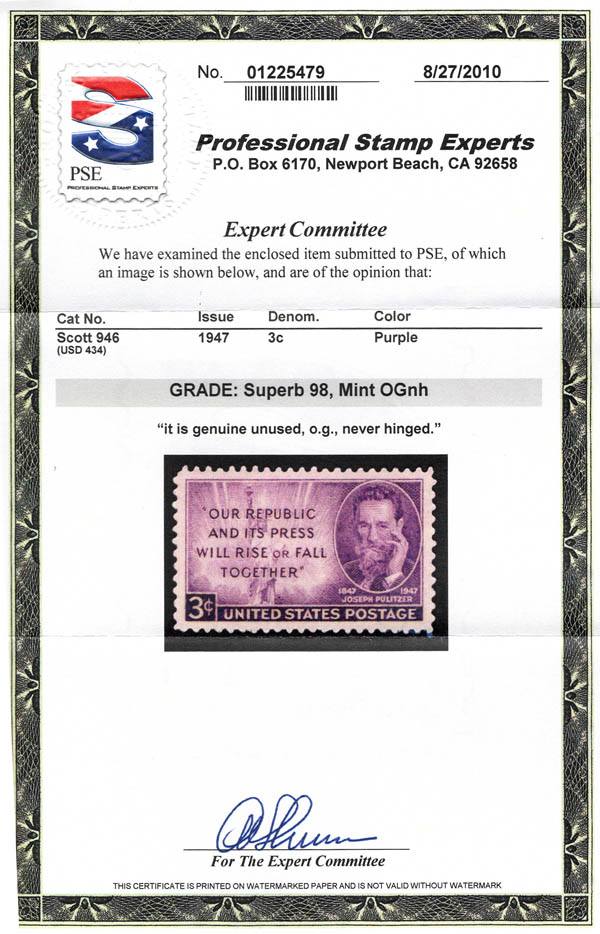 No. 01225479 8/27/2010
PSE
PROFESSIONAL STAMP EXPERTS
Professional Stamp Experts
P.O. Box 6170, Newport Beach, CA 92658
Expert Committee
We have examined the enclosed item submitted to PSE, of which
an image is shown below, and are of the opinion that:
Cat No. Issue Denom. Color
Scott 946 1947 3c Purple
(USD 434)
GRADE: Superb 98, Mint OGnh
“it is genuine unused, o.g., never hinged.”
"OUR REPUBLIC
AND ITS PRESS
WILL RISE OR FALL
TOGETHER"
1847 1947
JOSEPH PULITZER
3¢ UNITED STATES POSTAGE
For The Expert Committee
THIS CERTIFICATE IS PRINTED ON WATERMARKED PAPER AND IS NOT VALID WITHOUT WATERMARK